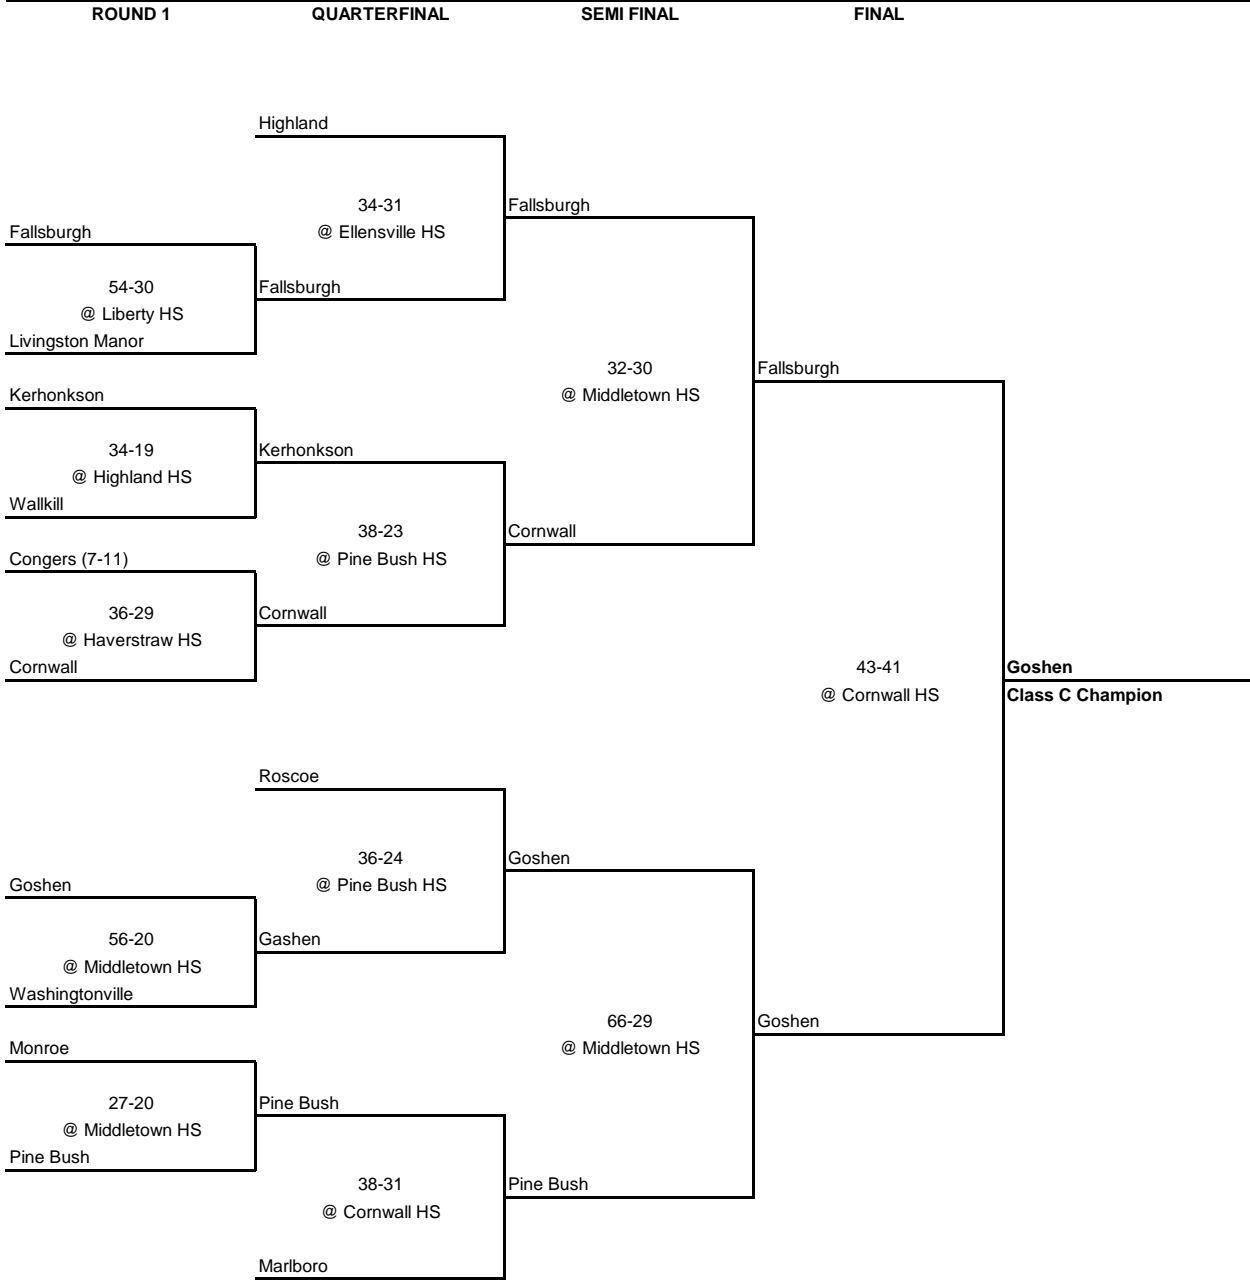 ROUND 1 QUARTERFINAL SEMI FINAL FINAL
Highland
34-31 Fallsburgh
Fallsburgh @ Ellensville HS
54-30 Fallsburgh
@ Liberty HS
Livingston Manor
32-30 Fallsburgh
Kerhonkson @ Middletown HS
34-19 Kerhonkson
@ Highland HS
Wallkill
38-23 Cornwall
Congers (7-11) @ Pine Bush HS
36-29 Cornwall
@ Haverstraw HS
Cornwall 43-41 Goshen
@ Cornwall HS Class C Champion
Roscoe
36-24 Goshen
Goshen @ Pine Bush HS
56-20 Gashen
@ Middletown HS
Washingtonville
66-29 Goshen
Monroe @ Middletown HS
27-20 Pine Bush
@ Middletown HS
Pine Bush
38-31 Pine Bush
@ Cornwall HS
Marlboro